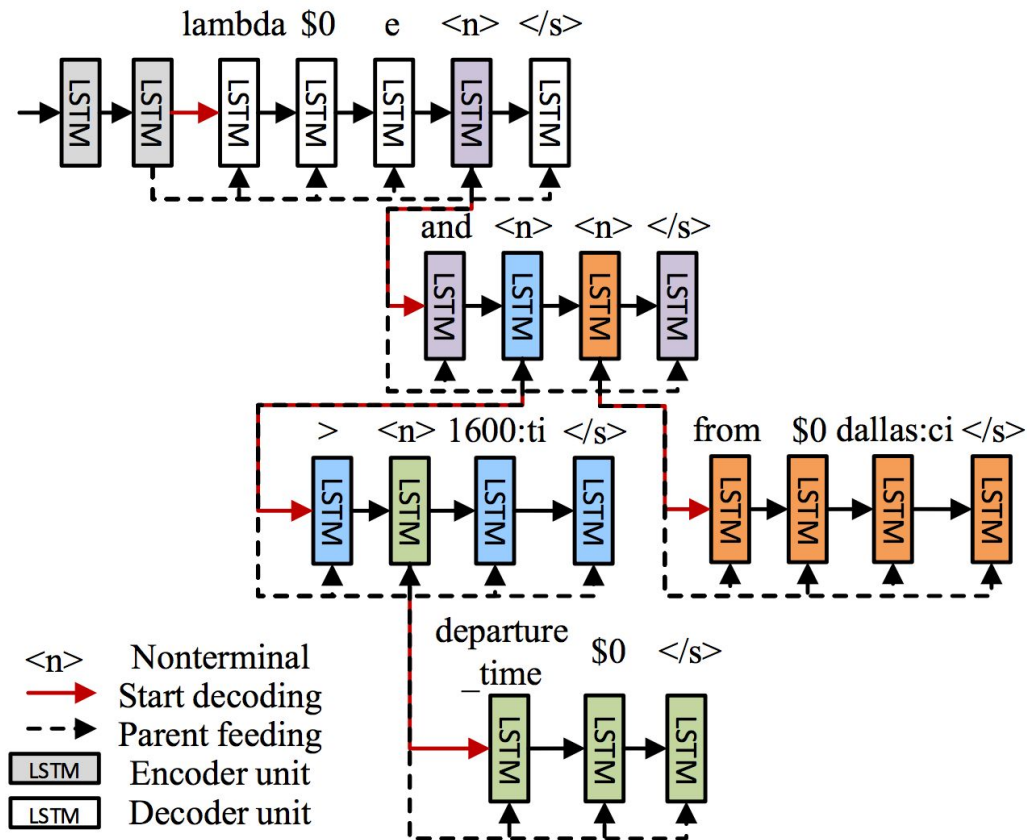 lambda $0 e <n> </s>
LSTM LSTM LSTM LSTM LSTM LSTM LSTM
and <n> <n> </s>
LSTM LSTM LSTM LSTM
> <n> 1600:ti </s> from $0 dallas:ci </s>
LSTM LSTM LSTM LSTM LSTM LSTM LSTM LSTM
departure
_time $0 </s>
LSTM LSTM LSTM
<n> Nonterminal
Start decoding
Parent feeding
LSTM Encoder unit
LSTM Decoder unit